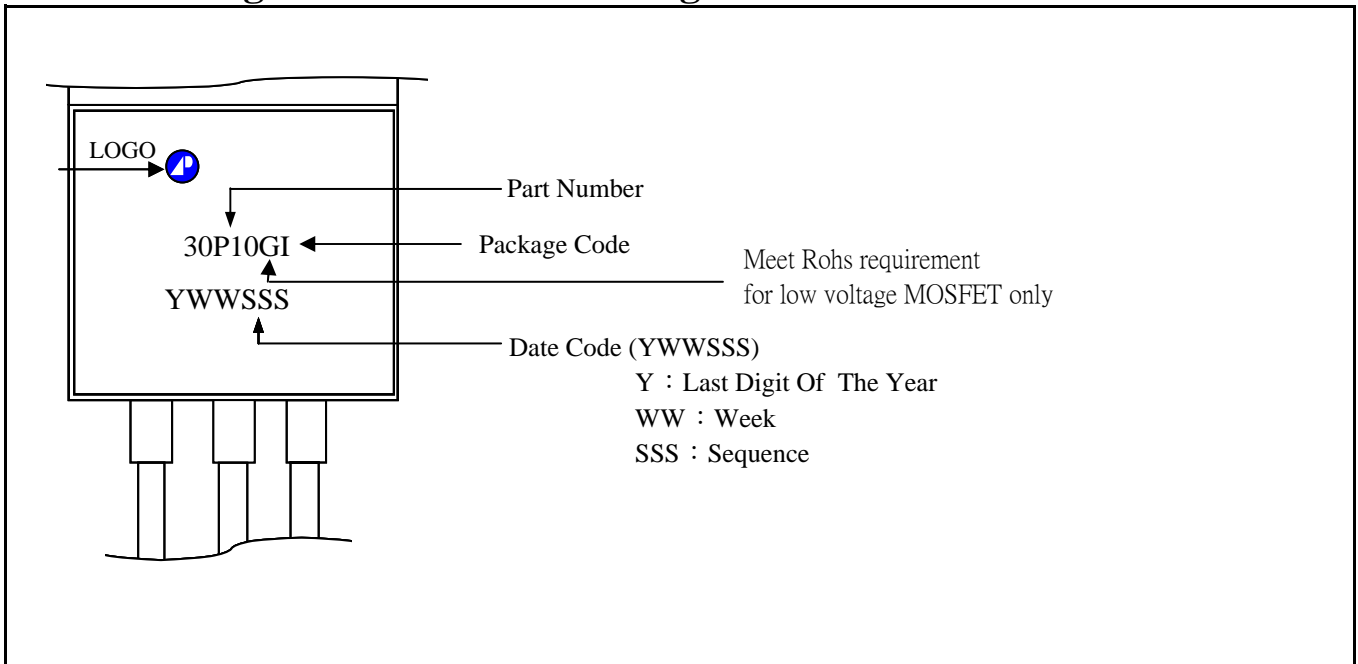 LOGO
Part Number
30P10GI
Package Code
Meet Rohs requirement
for low voltage MOSFET only
YWWSSS
Date Code (YWWSSS)
Y：Last Digit Of The Year
WW：Week
SSS：Sequence